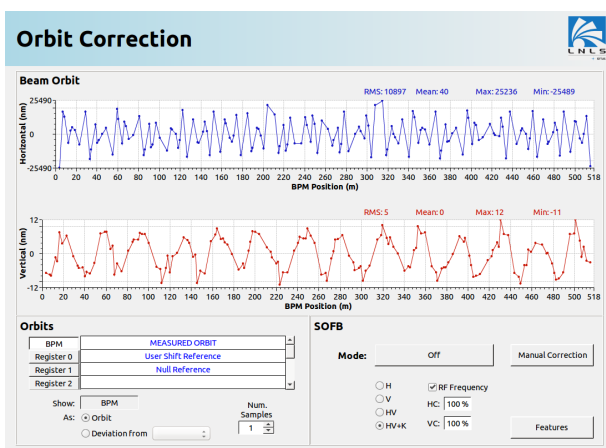 Orbit Correction
LNLS
Beam Orbit
RMS: 10897 Mean: 40 Max: 25236 Min: -25489
Horizontal (nm)
25490
0
-25490
0 20 40 60 80 100 120 140 160 180 200 220 240 260 280 300 320 340 360 380 400 420 440 460 480 500 518
BPM Position (m)
RMS: 5 Mean: 0 Max: 12 Min: -11
Vertical (nm)
12
0
-12
0 20 40 60 80 100 120 140 160 180 200 220 240 260 280 300 320 340 360 380 400 420 440 460 480 500 518
BPM Position (m)
Orbits
BPM MEASURED ORBIT
Register 0 User Shift Reference
Register 1 Null Reference
Register 2
Show: BPM
As: Orbit
Deviation from
Num.
Samples
1
SOFB
Mode: Off Manual Correction
H
V
HV
HV+K
RF Frequency
HC: 100 %
VC: 100 %
Features